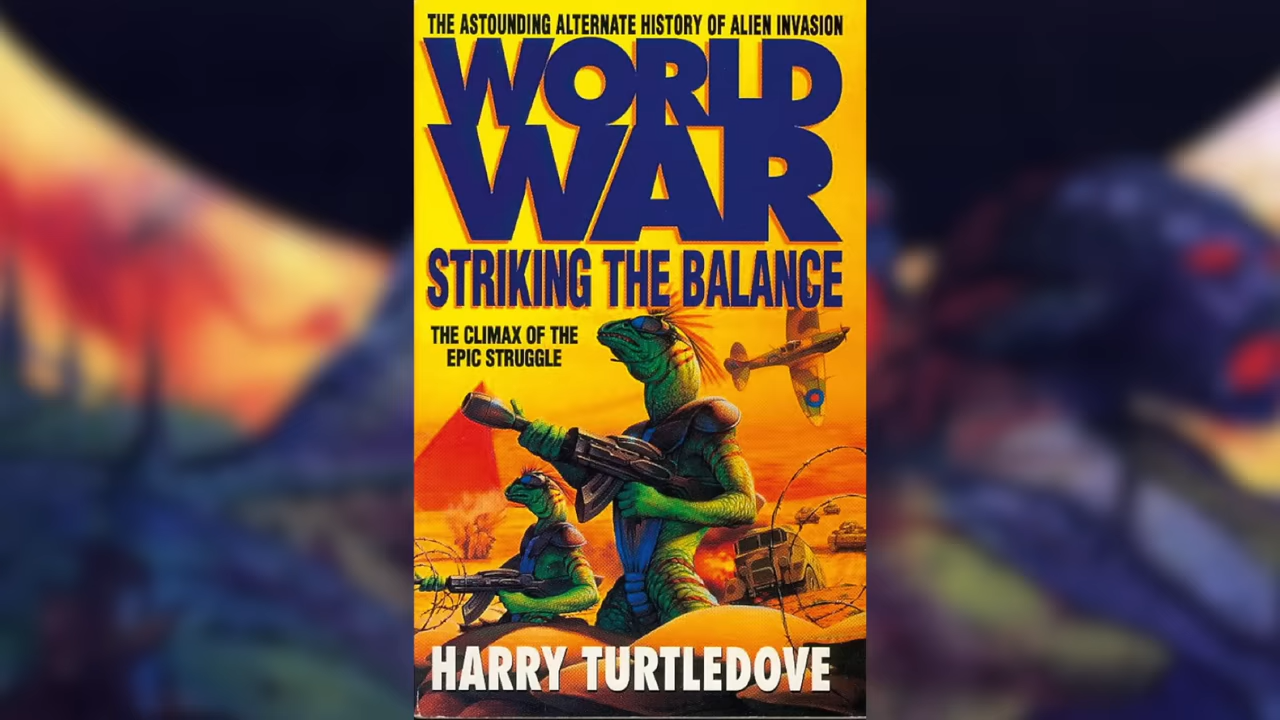 THE ASTOUNDING ALTERNATE HISTORY OF ALIEN INVASION
WORLD
WAR
STRIKING THE BALANCE
THE CLIMAX OF THE
EPIC STRUGGLE
HARRY TURTLEDOVE